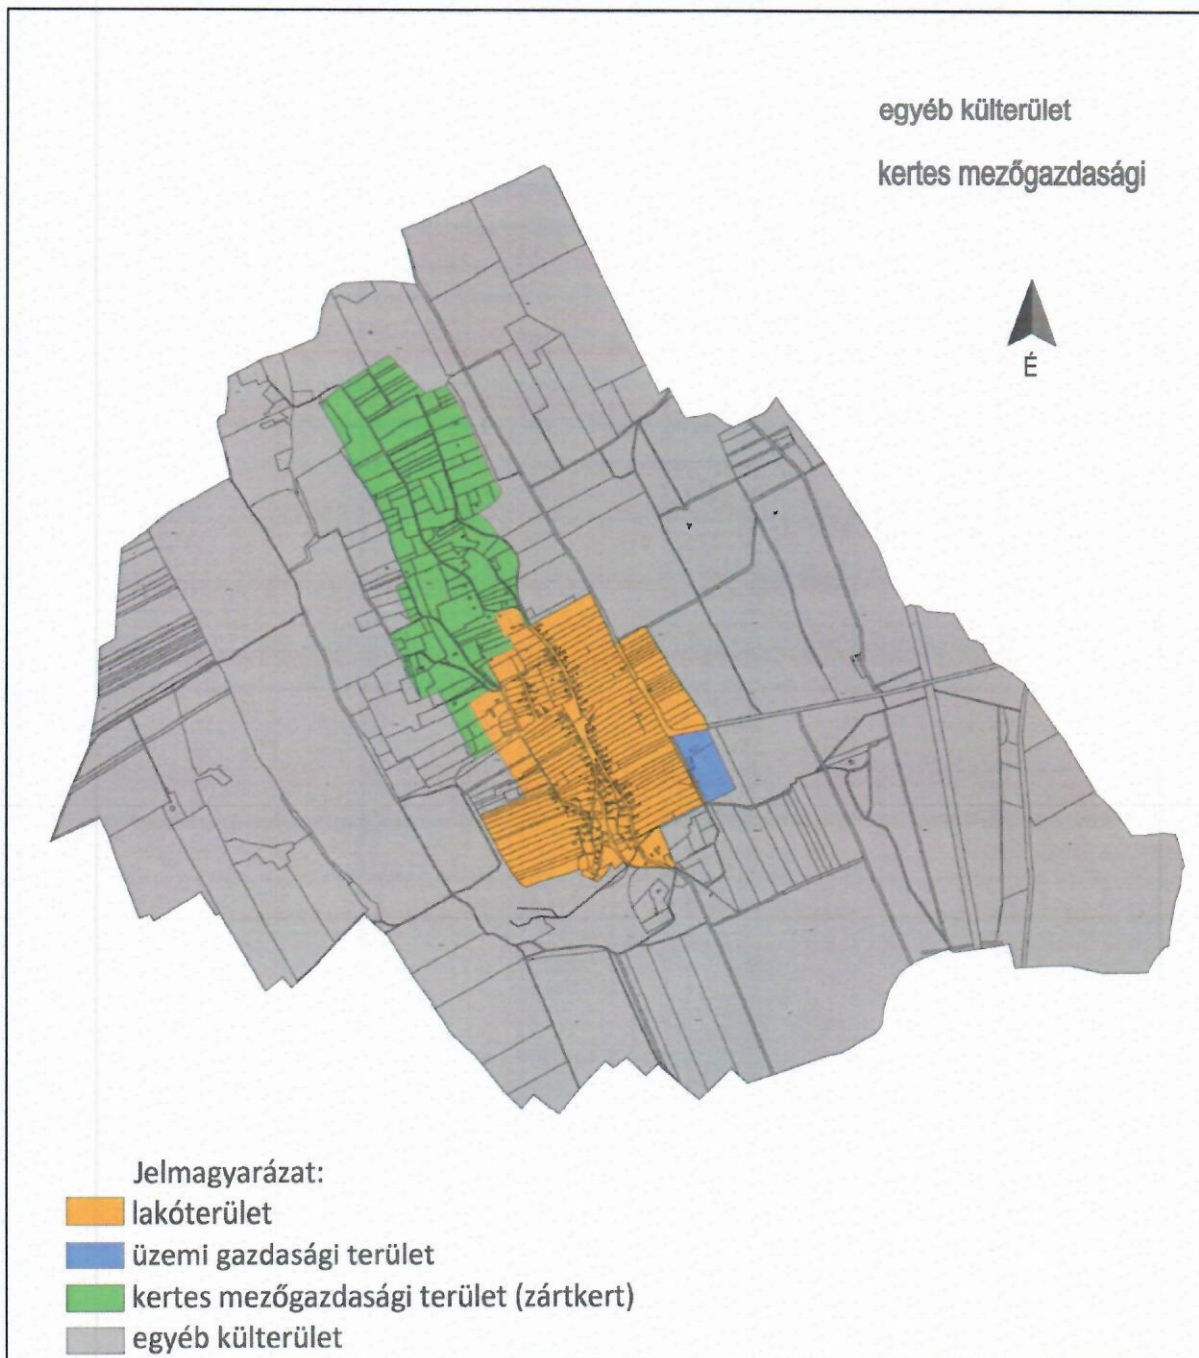 egyéb külterület
kertes mezőgazdasági
É
Jelmagyarázat:
lakóterület
üzemi gazdasági terület
kertes mezőgazdasági terület (zártkert)
egyéb külterület